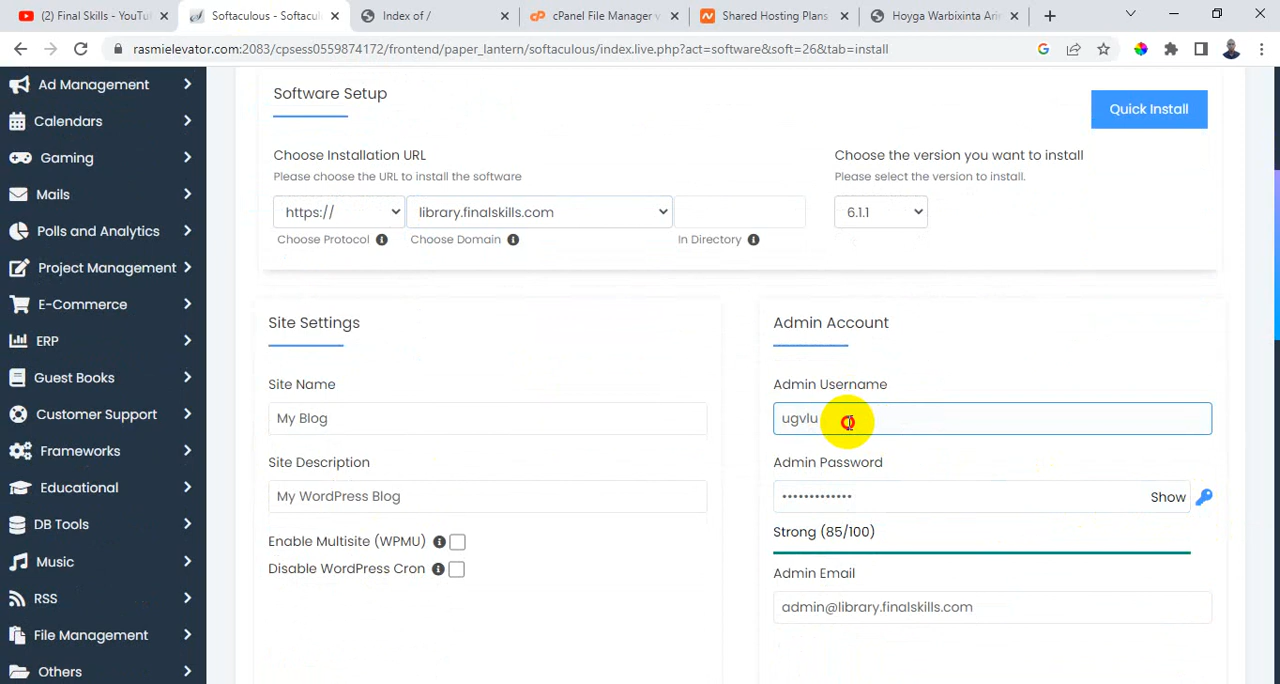 (2) Final Skills - YouTu
Softaculous - Softacul
Index of /
cPanel File Manager v
Shared Hosting Plans
Hoyga Warbixinta Arir
rasmielevator.com:2083/cpsess0559874172/frontend/paper_lantern/softaculous/index.live.php?act=software&soft=26&tab=install
Ad Management
Calendars
Gaming
Mails
Polls and Analytics
Project Management
E-Commerce
ERP
Guest Books
Customer Support
Frameworks
Educational
DB Tools
Music
RSS
File Management
Others
Software Setup
Quick Install
Choose Installation URL
Please choose the URL to install the software
https://
library.finalskills.com
Choose Protocol
Choose Domain
In Directory
Choose the version you want to install
Please select the version to install.
6.1.1
Site Settings
Site Name
My Blog
Site Description
My WordPress Blog
Enable Multisite (WPMU)
Disable WordPress Cron
Admin Account
Admin Username
ugvlu
Admin Password
•••••••••••••
Show
Strong (85/100)
Admin Email
admin@library.finalskills.com